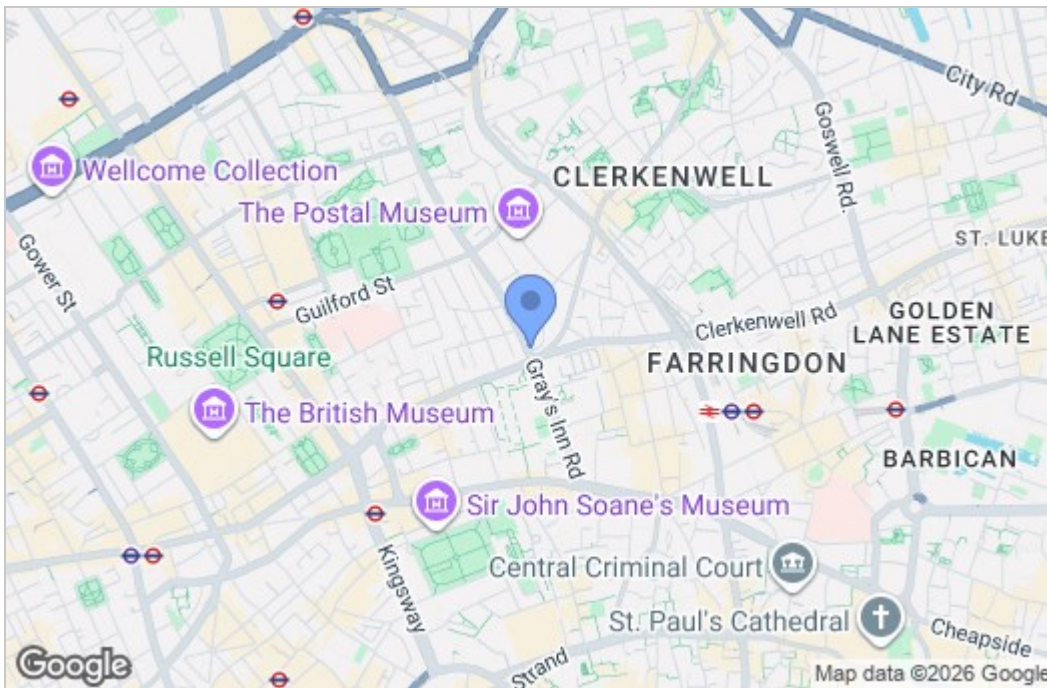 City Rd
Goswell Rd.
Wellcome Collection
CLERKENWELL
The Postal Museum
ST. LUKE
Gower St
Guilford St
Clerkenwell Rd
GOLDEN
LANE ESTATE
Russell Square
FARRINGDON
The British Museum
Gray's Inn Rd
BARBICAN
Sir John Soane's Museum
Kingsway
Central Criminal Court
St. Paul's Cathedral
Cheapside
Strand
Google
Map data ©2026 Google